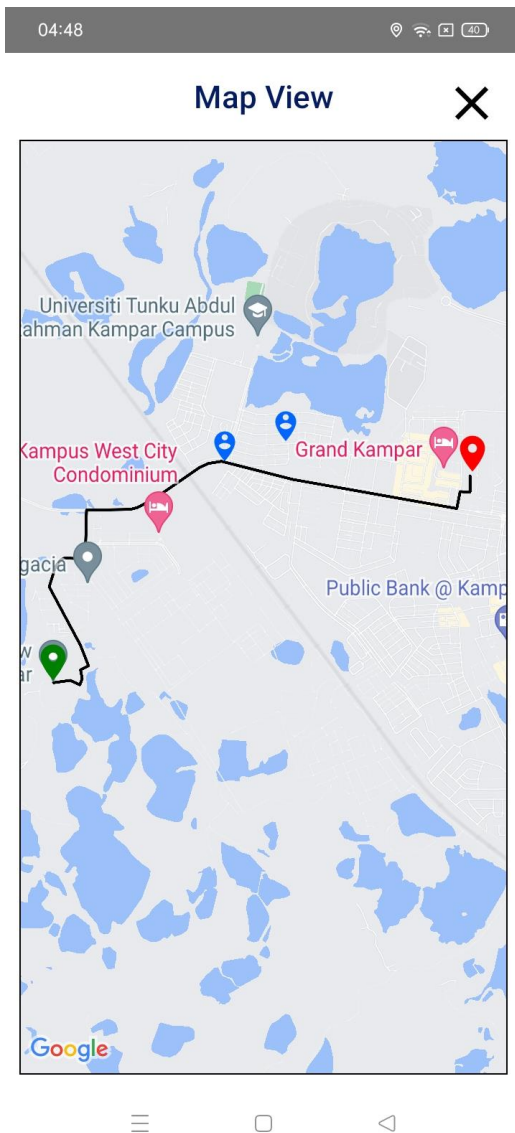 04:48
40
Map View
Universiti Tunku Abdul
ahman Kampar Campus
Kampus West City
Condominium
Grand Kampar
gacia
Public Bank @ Kamp
w
ar
Google